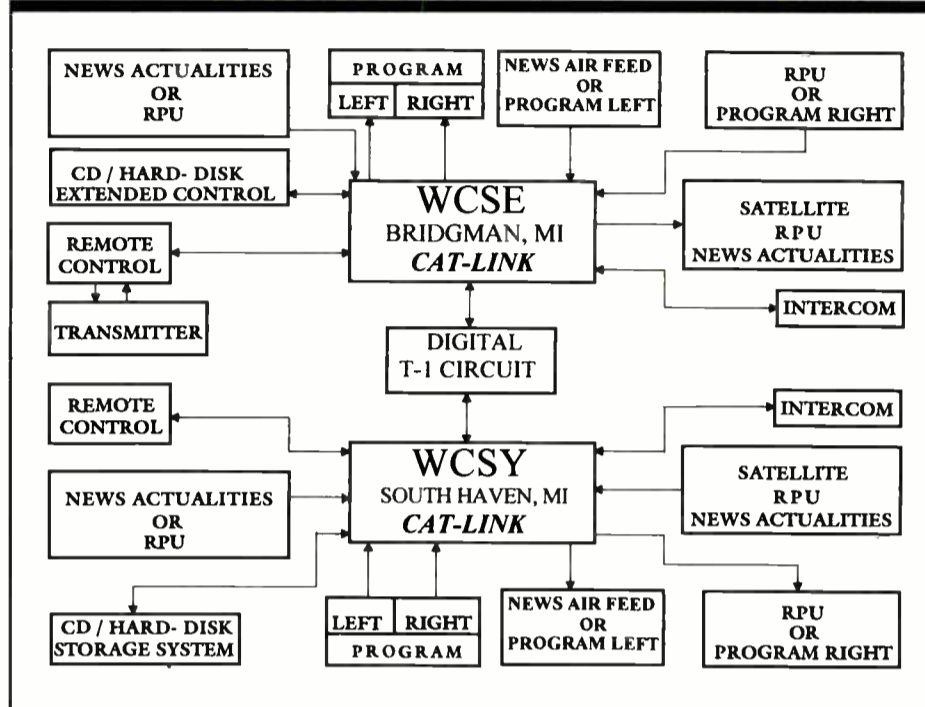 NEWS ACTUALITIES
OR
RPU
PROGRAM
LEFT RIGHT
NEWS AIR FEED
OR
PROGRAM LEFT
RPU
OR
PROGRAM RIGHT
CD / HARD- DISK
EXTENDED CONTROL
WCSE
BRIDGMAN, MI
CAT-LINK
SATELLITE
RPU
NEWS ACTUALITIES
REMOTE
CONTROL
TRANSMITTER
INTERCOM
DIGITAL
T-1 CIRCUIT
REMOTE
CONTROL
INTERCOM
WCSY
SOUTH HAVEN, MI
CAT-LINK
NEWS ACTUALITIES
OR
RPU
SATELLITE
RPU
NEWS ACTUALITIES
CD / HARD- DISK
STORAGE SYSTEM
LEFT RIGHT
PROGRAM
NEWS AIR FEED
OR
PROGRAM LEFT
RPU
OR
PROGRAM RIGHT